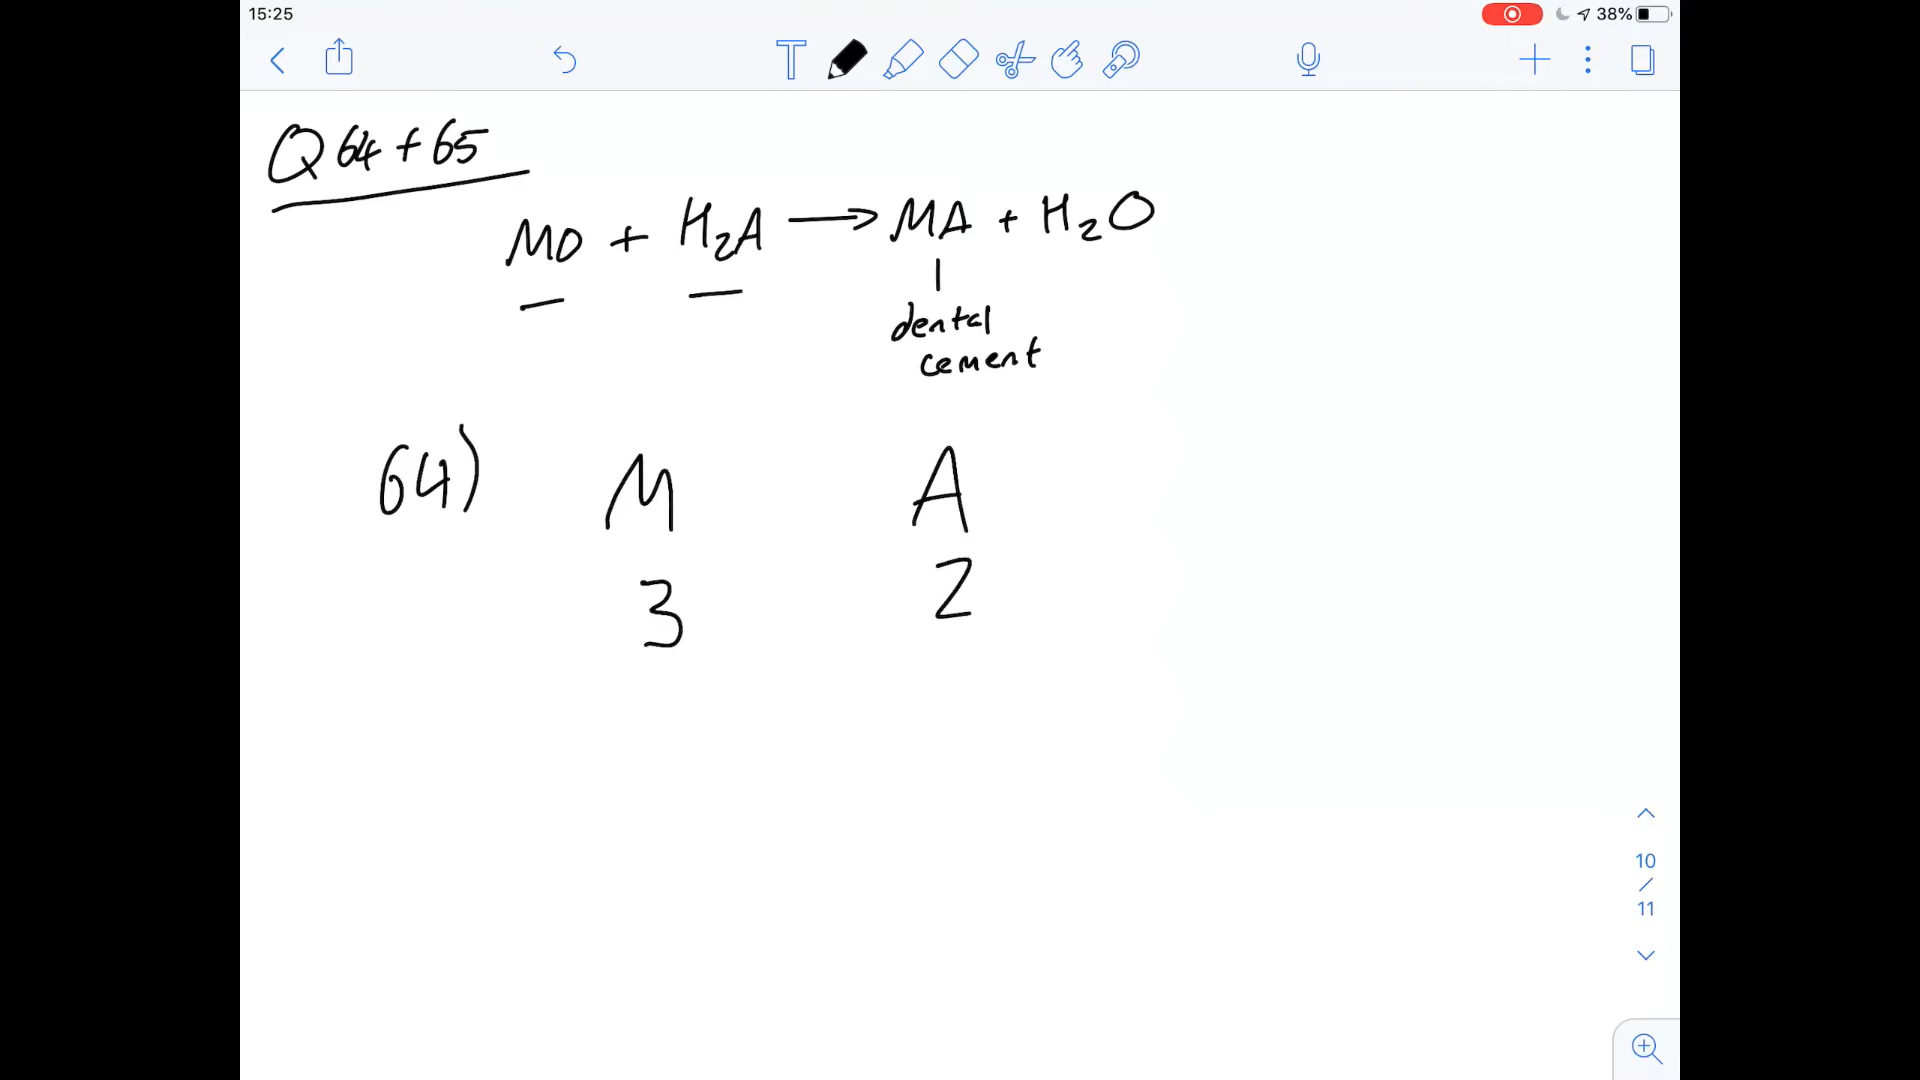 15:25
38%
T
Q 64 + 65
MO + H₂A → MA + H₂O
dental
cement
64) M A
3 2
10
/
11